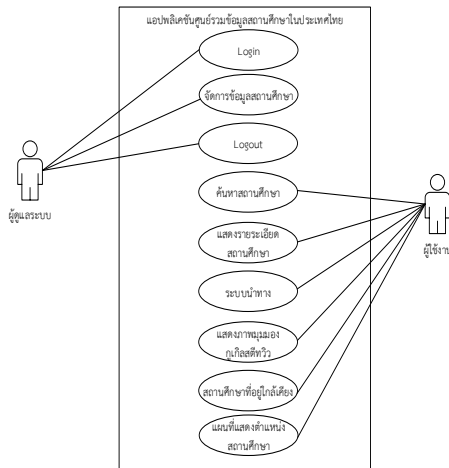 แอปพลิเคชันศูนย์รวมข้อมูลสถานศึกษาในประเทศไทย
Login
จัดการข้อมูลสถานศึกษา
Logout
ผู้ดูแลระบบ
ค้นหาสถานศึกษา
แสดงรายระเอียด
สถานศึกษา
ผู้ใช้งาน
ระบบนำทาง
แสดงภาพมุมมอง
กูเกิลสตีทวิว
สถานศึกษาที่อยู่ใกล้เคียง
แผนที่แสดงตำแหน่ง
สถานศึกษา